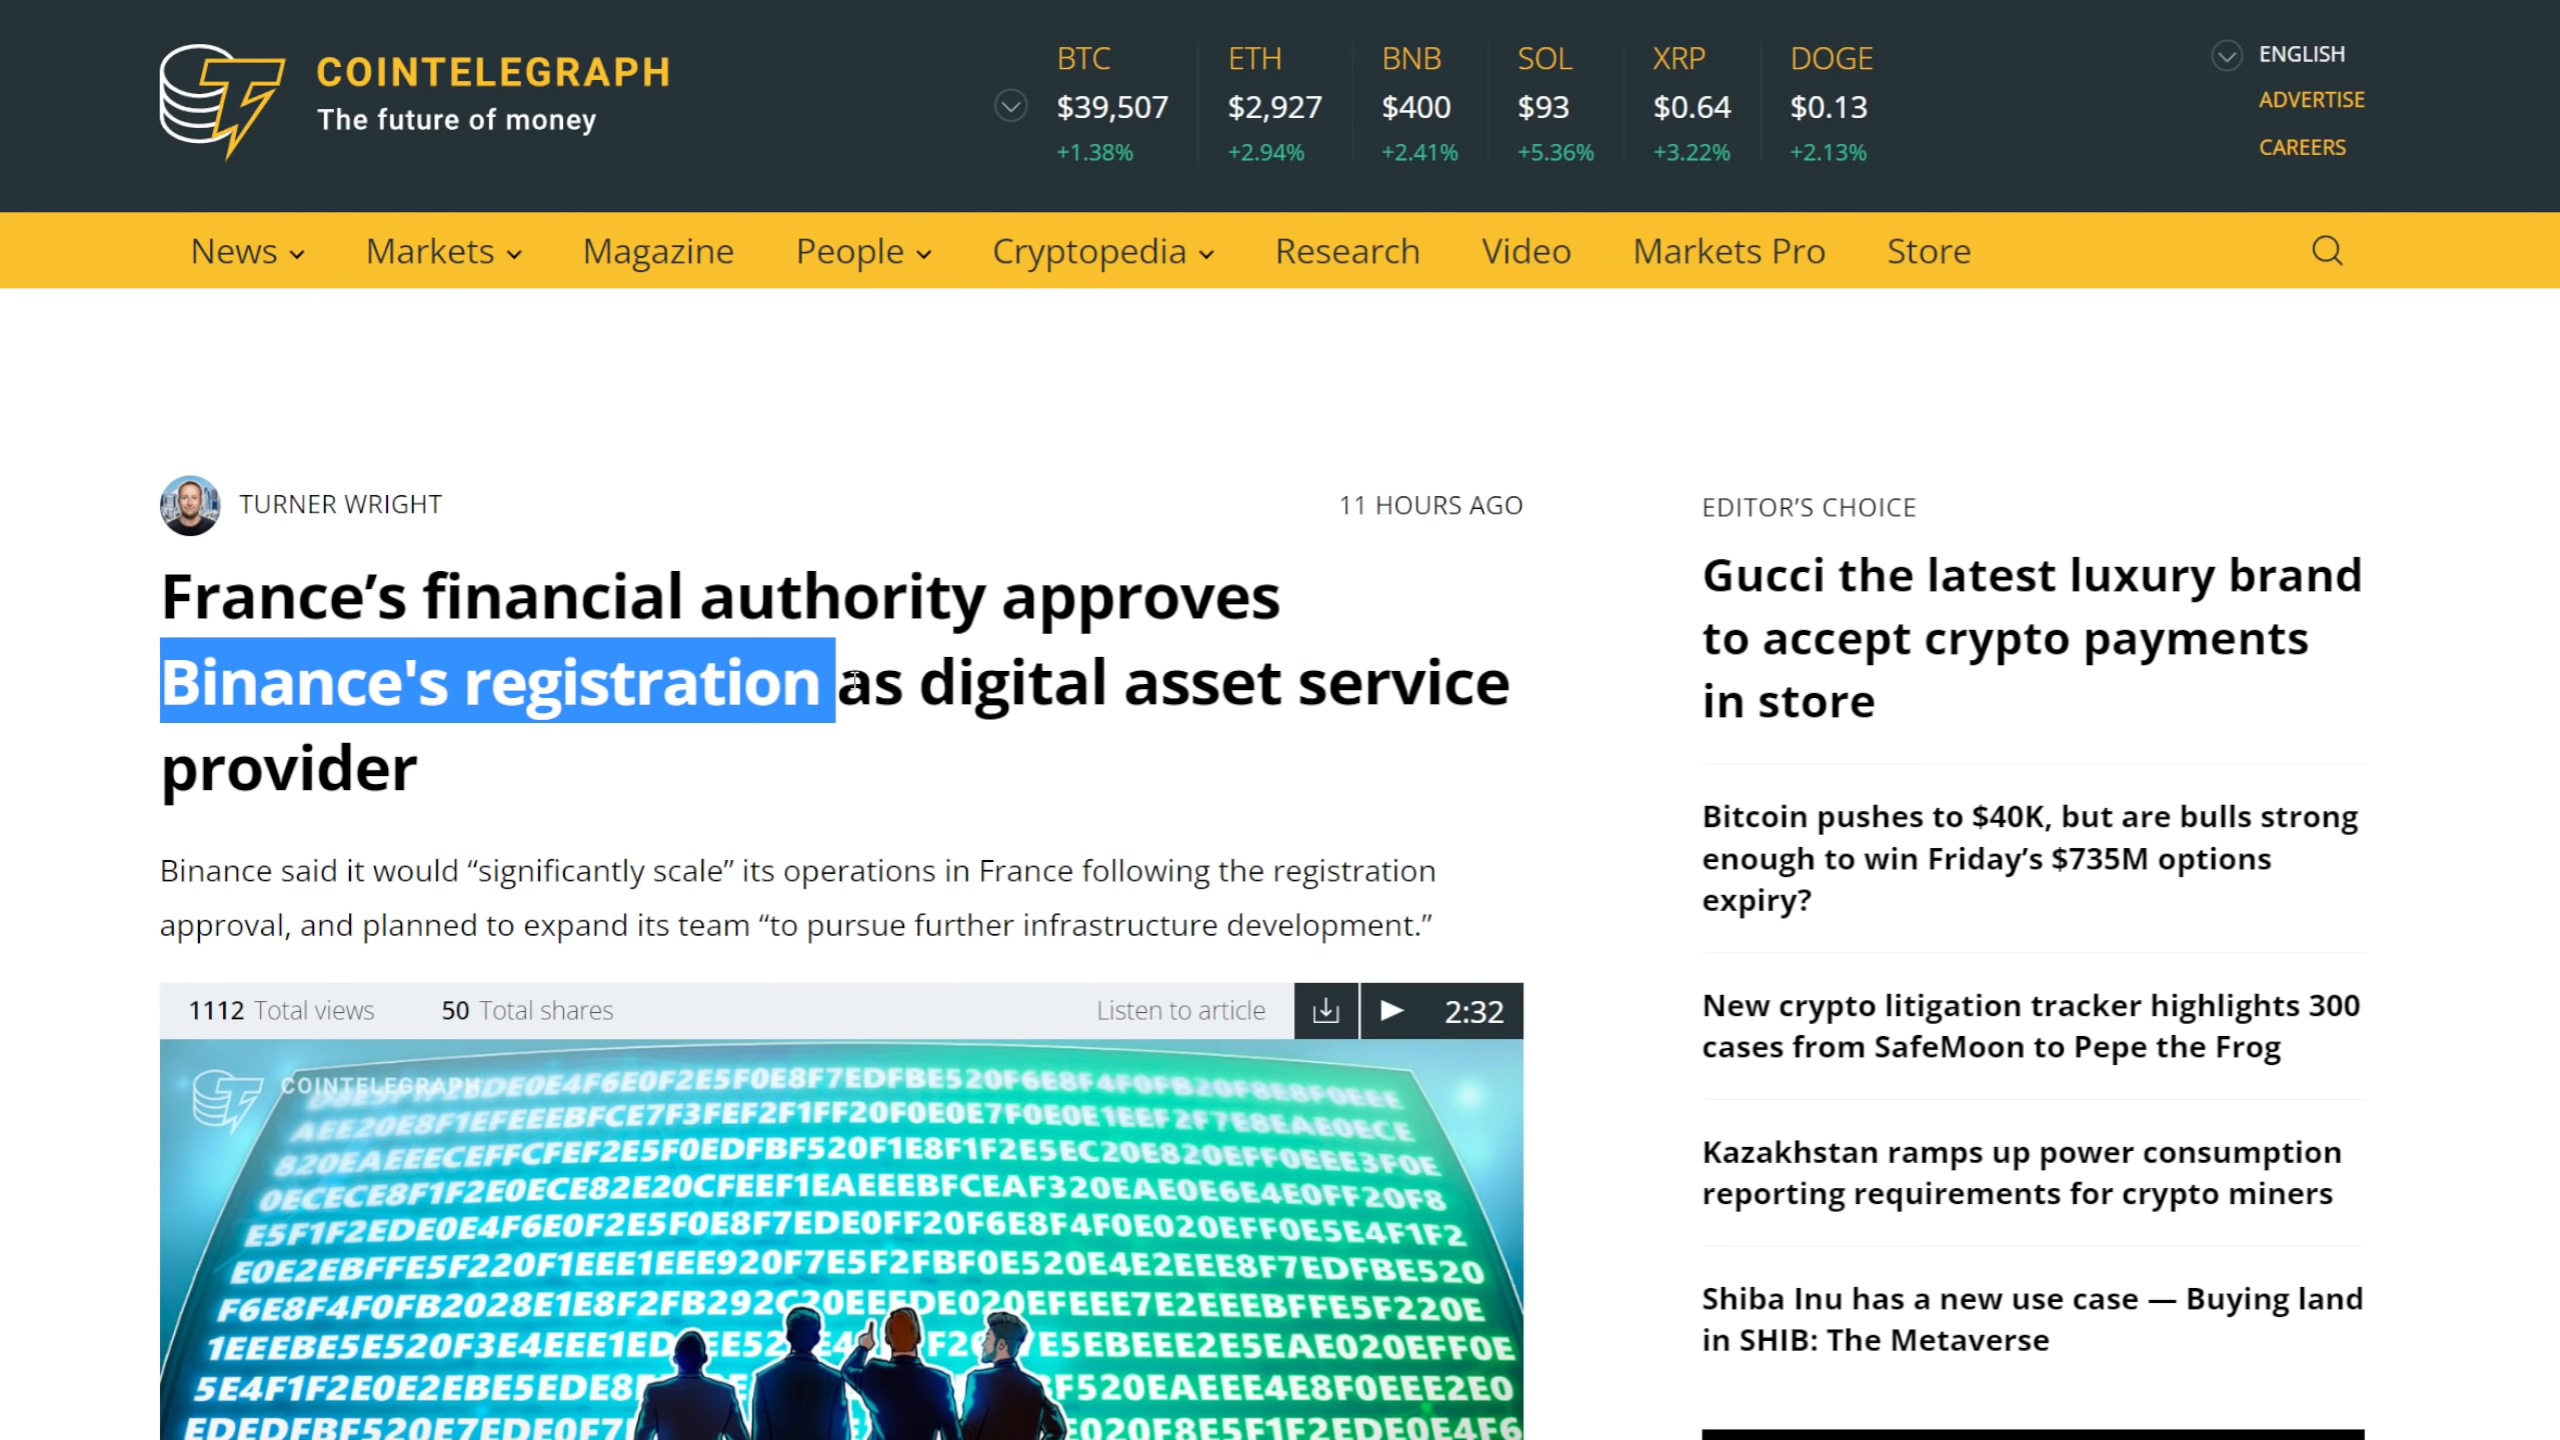 COINTELEGRAPH
The future of money
BTC
$39,507
+1.38%
ETH
$2,927
+2.94%
BNB
$400
+2.41%
SOL
$93
+5.36%
XRP
$0.64
+3.22%
DOGE
$0.13
+2.13%
ENGLISH
ADVERTISE
CAREERS
News Markets Magazine People Cryptopedia Research Video Markets Pro Store
TURNER WRIGHT
11 HOURS AGO
France’s financial authority approves
Binance's registration as digital asset service
provider
Binance said it would “significantly scale” its operations in France following the registration
approval, and planned to expand its team “to pursue further infrastructure development.”
1112 Total views 50 Total shares Listen to article 2:32
COINTELEGRAPH
EDITOR’S CHOICE
Gucci the latest luxury brand
to accept crypto payments
in store
Bitcoin pushes to $40K, but are bulls strong
enough to win Friday’s $735M options
expiry?
New crypto litigation tracker highlights 300
cases from SafeMoon to Pepe the Frog
Kazakhstan ramps up power consumption
reporting requirements for crypto miners
Shiba Inu has a new use case — Buying land
in SHIB: The Metaverse